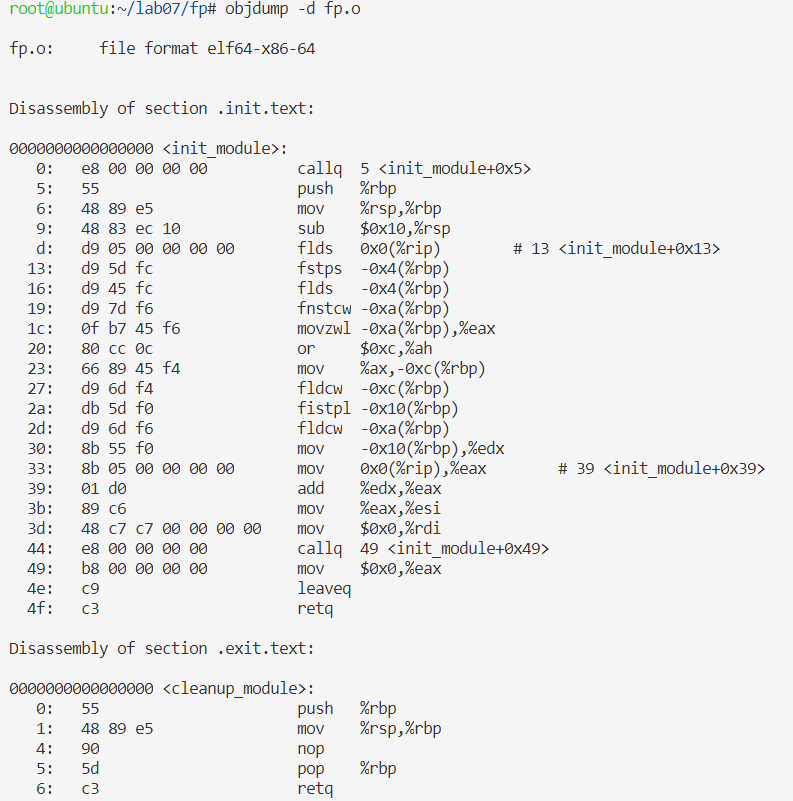 root@ubuntu:~/lab07/fp# objdump -d fp.o

fp.o:     file format elf64-x86-64


Disassembly of section .init.text:

0000000000000000 <init_module>:
   0:   e8 00 00 00 00          callq  5 <init_module+0x5>
   5:   55                      push   %rbp
   6:   48 89 e5                mov    %rsp,%rbp
   9:   48 83 ec 10             sub    $0x10,%rsp
   d:   d9 05 00 00 00 00       flds   0x0(%rip)        # 13 <init_module+0x13>
  13:   d9 5d fc                fstps  -0x4(%rbp)
  16:   d9 45 fc                flds   -0x4(%rbp)
  19:   d9 7d f6                fnstcw -0xa(%rbp)
  1c:   0f b7 45 f6             movzwl -0xa(%rbp),%eax
  20:   80 cc 0c                or     $0xc,%ah
  23:   66 89 45 f4             mov    %ax,-0xc(%rbp)
  27:   d9 6d f4                fldcw  -0xc(%rbp)
  2a:   db 5d f0                fistpl -0x10(%rbp)
  2d:   d9 6d f6                fldcw  -0xa(%rbp)
  30:   8b 55 f0                mov    -0x10(%rbp),%edx
  33:   8b 05 00 00 00 00       mov    0x0(%rip),%eax        # 39 <init_module+0x39>
  39:   01 d0                   add    %edx,%eax
  3b:   89 c6                   mov    %eax,%esi
  3d:   48 c7 c7 00 00 00 00    mov    $0x0,%rdi
  44:   e8 00 00 00 00          callq  49 <init_module+0x49>
  49:   b8 00 00 00 00          mov    $0x0,%eax
  4e:   c9                      leaveq
  4f:   c3                      retq

Disassembly of section .exit.text:

0000000000000000 <cleanup_module>:
   0:   55                      push   %rbp
   1:   48 89 e5                mov    %rsp,%rbp
   4:   90                      nop
   5:   5d                      pop    %rbp
   6:   c3                      retq